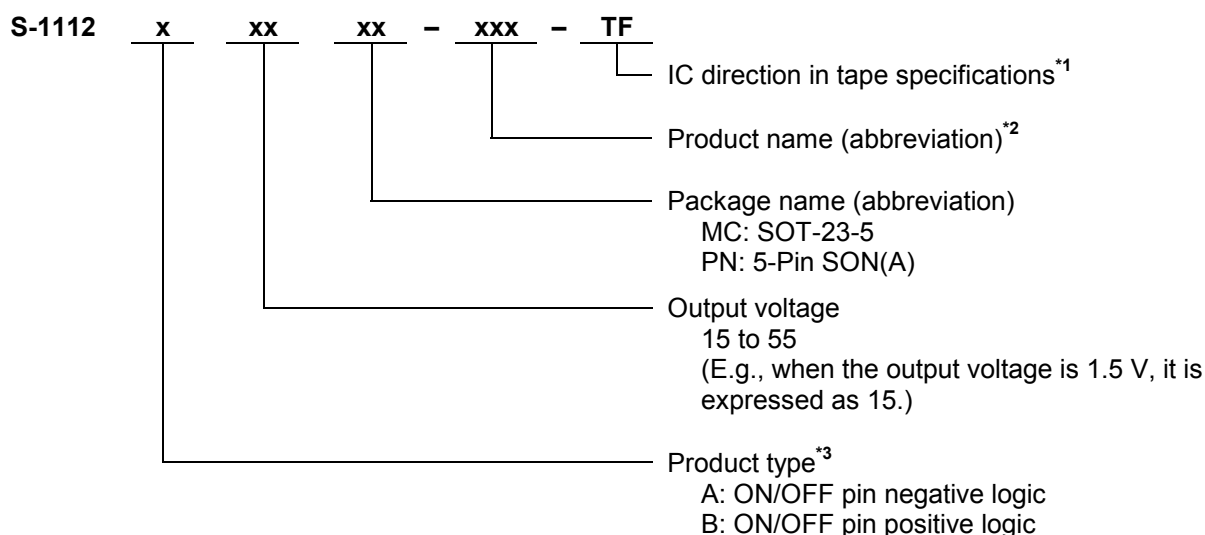 S-1112 x xx xx – xxx – TF
IC direction in tape specifications*1
Product name (abbreviation)*2
Package name (abbreviation)
MC: SOT-23-5
PN: 5-Pin SON(A)
Output voltage
15 to 55
(E.g., when the output voltage is 1.5 V, it is
expressed as 15.)
Product type*3
A: ON/OFF pin negative logic
B: ON/OFF pin positive logic